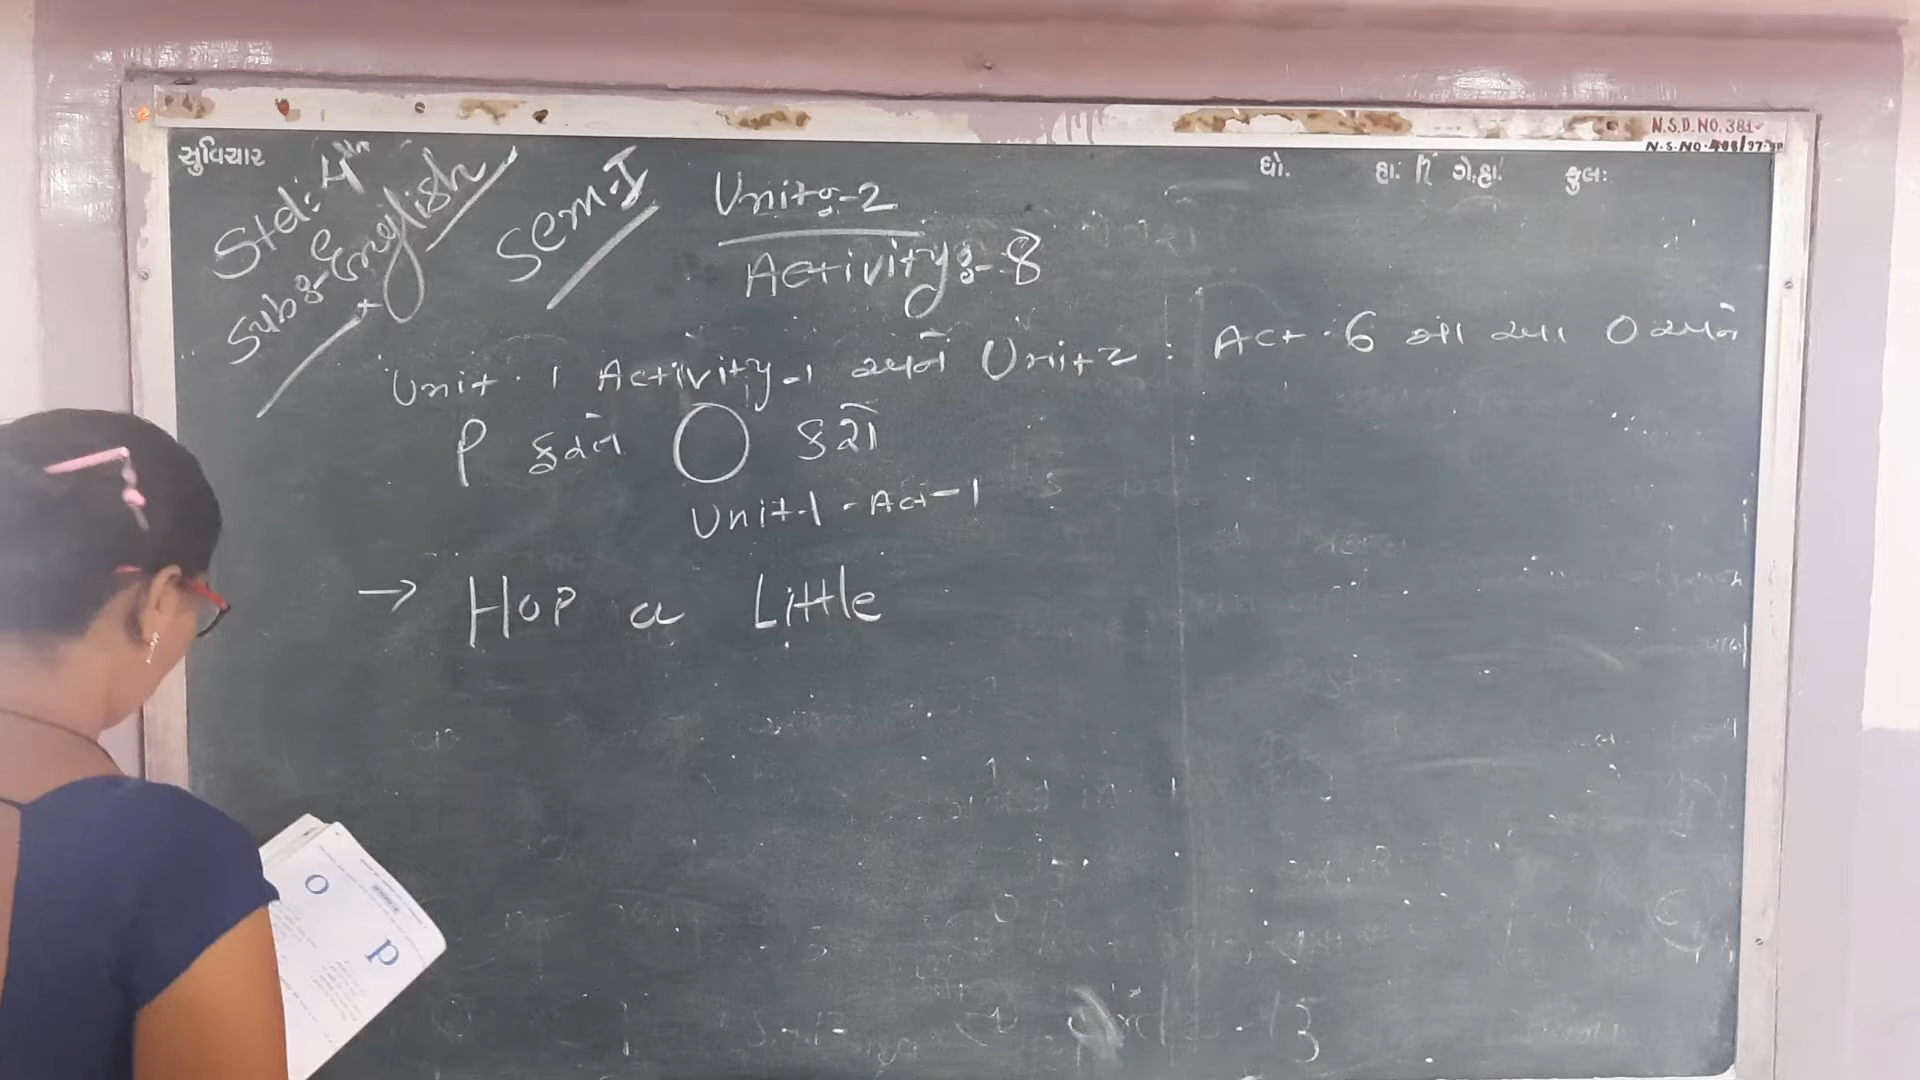 N.S.D.NO.381-
સુવિચાર
ધો.
હા:
ગે.હા:
કુલ:
Std:- 4th
Sub:- English
Sem-I
Unit:-2
Activity:-8
Unit.1 Activity-1 અને Unit 2: Act.6 માં આવતા O અને
P ફરતે O કરો
Unit-1-Act-1
→ Hop a Little
o
p